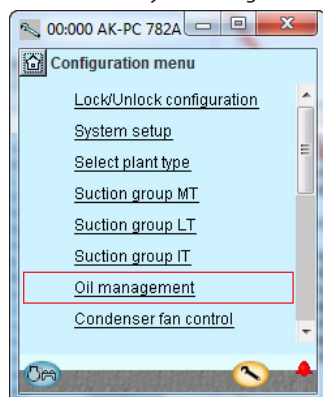 00:000 AK-PC 782A
Configuration menu
Lock/Unlock configuration
System setup
Select plant type
Suction group MT
Suction group LT
Suction group IT
Oil management
Condenser fan control